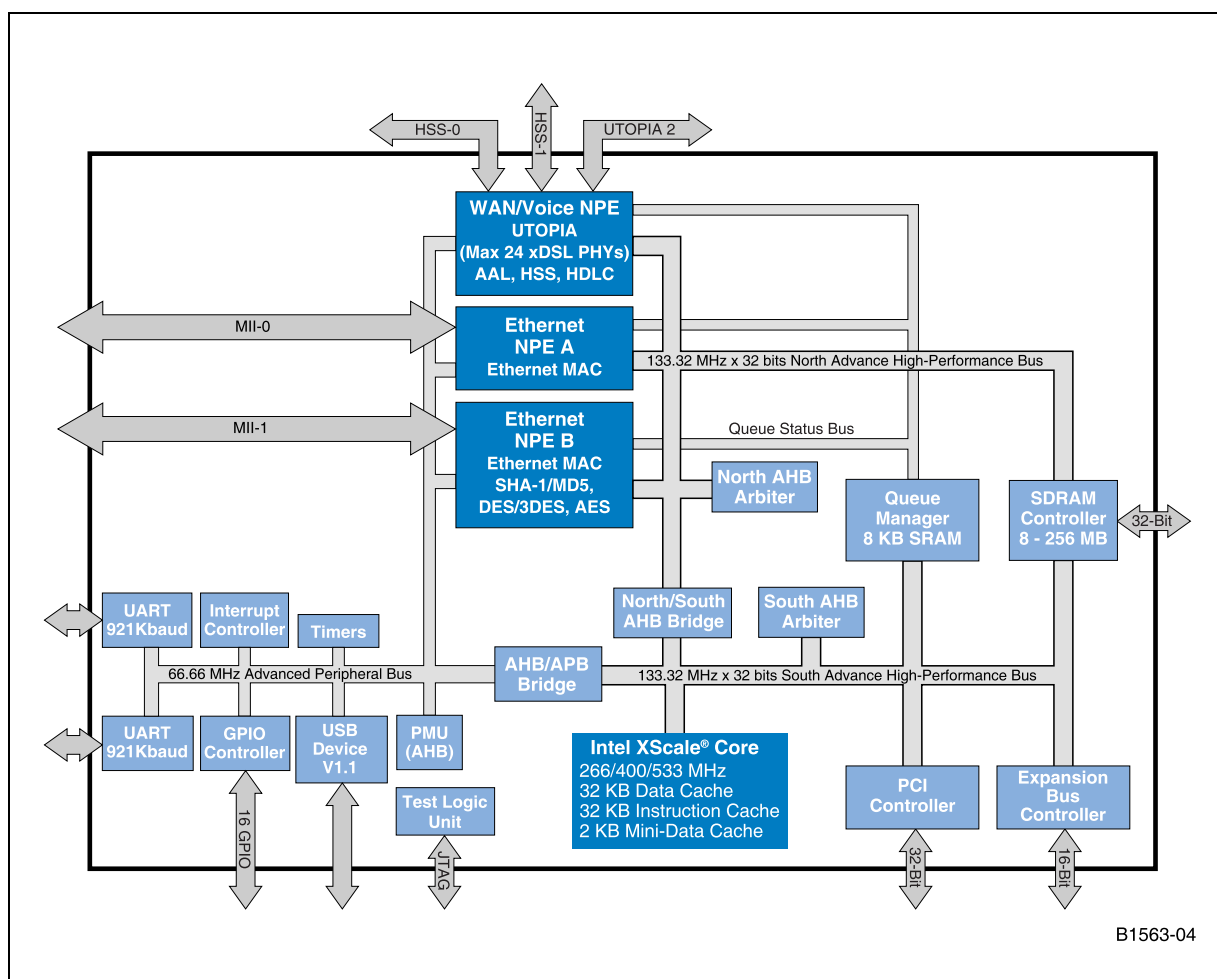 HSS-0
HSS-1
UTOPIA 2
WAN/Voice NPE
UTOPIA
(Max 24 xDSL PHYs)
AAL, HSS, HDLC
MII-0
Ethernet
NPE A
Ethernet MAC
133.32 MHz x 32 bits North Advance High-Performance Bus
MII-1
Ethernet
NPE B
Ethernet MAC
SHA-1/MD5,
DES/3DES, AES
Queue Status Bus
North AHB
Arbiter
Queue
Manager
8 KB SRAM
SDRAM
Controller
8 - 256 MB
32-Bit
UART
921Kbaud
Interrupt
Controller
Timers
North/South
AHB Bridge
South AHB
Arbiter
66.66 MHz Advanced Peripheral Bus
AHB/APB
Bridge
133.32 MHz x 32 bits South Advance High-Performance Bus
UART
921Kbaud
GPIO
Controller
USB
Device
V1.1
PMU
(AHB)
Test Logic
Unit
Intel XScale® Core
266/400/533 MHz
32 KB Data Cache
32 KB Instruction Cache
2 KB Mini-Data Cache
PCI
Controller
Expansion
Bus
Controller
16 GPIO
JTAG
32-Bit
16-Bit
B1563-04